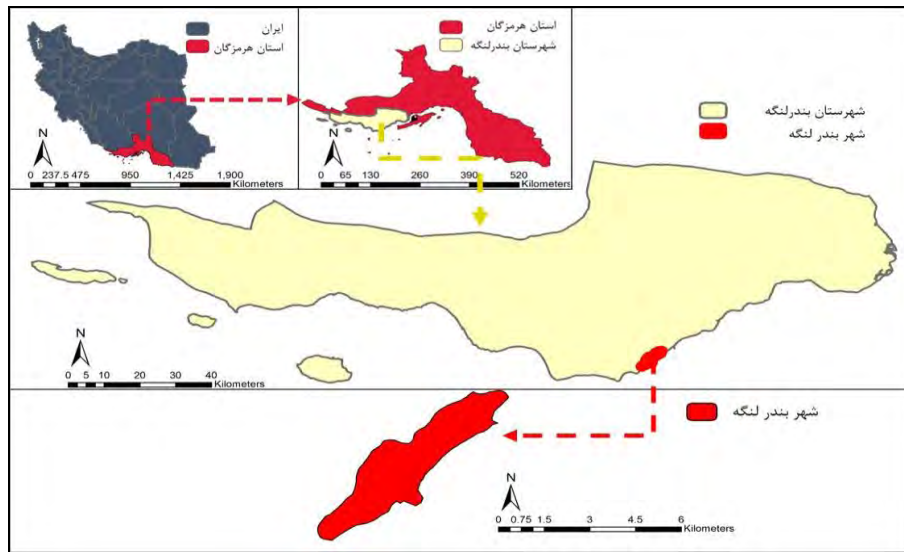 ایران
استان هرمزگان
N
0 237.5 475 950 1,425 1,900
Kilometers
استان هرمزگان
شهرستان بندرلنگه
N
0 65 130 260 390 520
Kilometers
شهرستان بندرلنگه
شهر بندر لنگه
N
0 5 10 20 30 40
Kilometers
شهر بندر لنگه
N
0 0.75 1.5 3 4.5 6
Kilometers